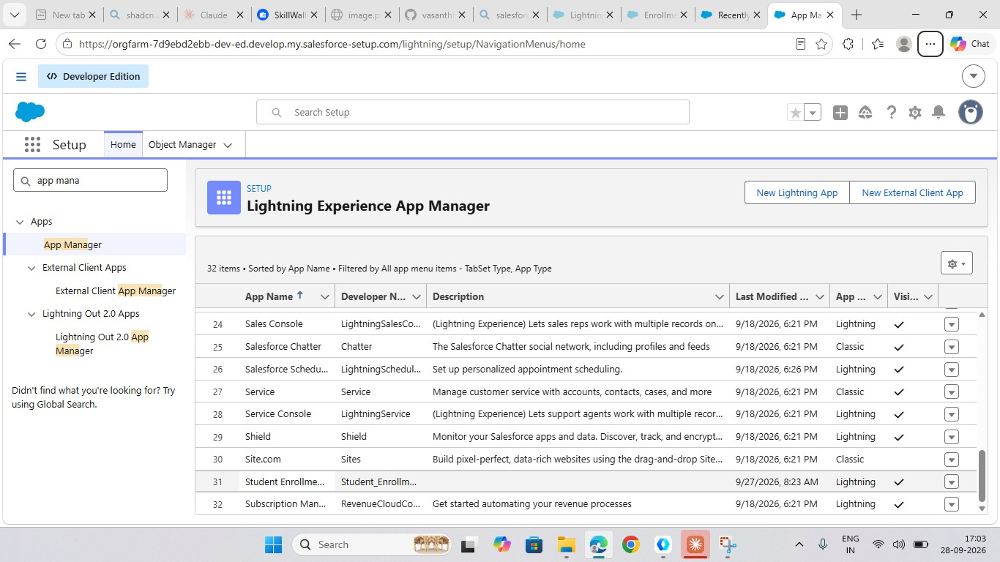 New tab
shadcn u
Claude
SkillWal
image.p
vasanth
salesforc
Lightnin
Enrollme
Recently
App Ma
https://orgfarm-7d9ebd2ebb-dev-ed.develop.my.salesforce-setup.com/lightning/setup/NavigationMenus/home
Chat
</> Developer Edition
Search Setup
Setup
Home
Object Manager
app mana
Apps
App Manager
External Client Apps
External Client App Manager
Lightning Out 2.0 Apps
Lightning Out 2.0 App
Manager
Didn't find what you're looking for? Try
using Global Search.
SETUP
Lightning Experience App Manager
New Lightning App
New External Client App
32 items • Sorted by App Name • Filtered by All app menu items - TabSet Type, App Type
App Name ↑ Developer N... Description Last Modified ... App ... Visi...
24 Sales Console LightningSalesCo... (Lightning Experience) Lets sales reps work with multiple records on... 9/18/2026, 6:21 PM Lightning
25 Salesforce Chatter Chatter The Salesforce Chatter social network, including profiles and feeds 9/18/2026, 6:21 PM Classic
26 Salesforce Schedu... LightningSchedul... Set up personalized appointment scheduling. 9/18/2026, 6:26 PM Lightning
27 Service Service Manage customer service with accounts, contacts, cases, and more 9/18/2026, 6:21 PM Classic
28 Service Console LightningService (Lightning Experience) Lets support agents work with multiple recor... 9/18/2026, 6:21 PM Lightning
29 Shield Shield Monitor your Salesforce apps and data. Discover, track, and encrypt... 9/18/2026, 6:21 PM Lightning
30 Site.com Sites Build pixel-perfect, data-rich websites using the drag-and-drop Site... 9/18/2026, 6:21 PM Classic
31 Student Enrollme... Student_Enrollm... 9/27/2026, 8:23 AM Lightning
32 Subscription Man... RevenueCloudCo... Get started automating your revenue processes 9/18/2026, 6:21 PM Lightning
Search
ENG
IN
17:03
28-09-2026